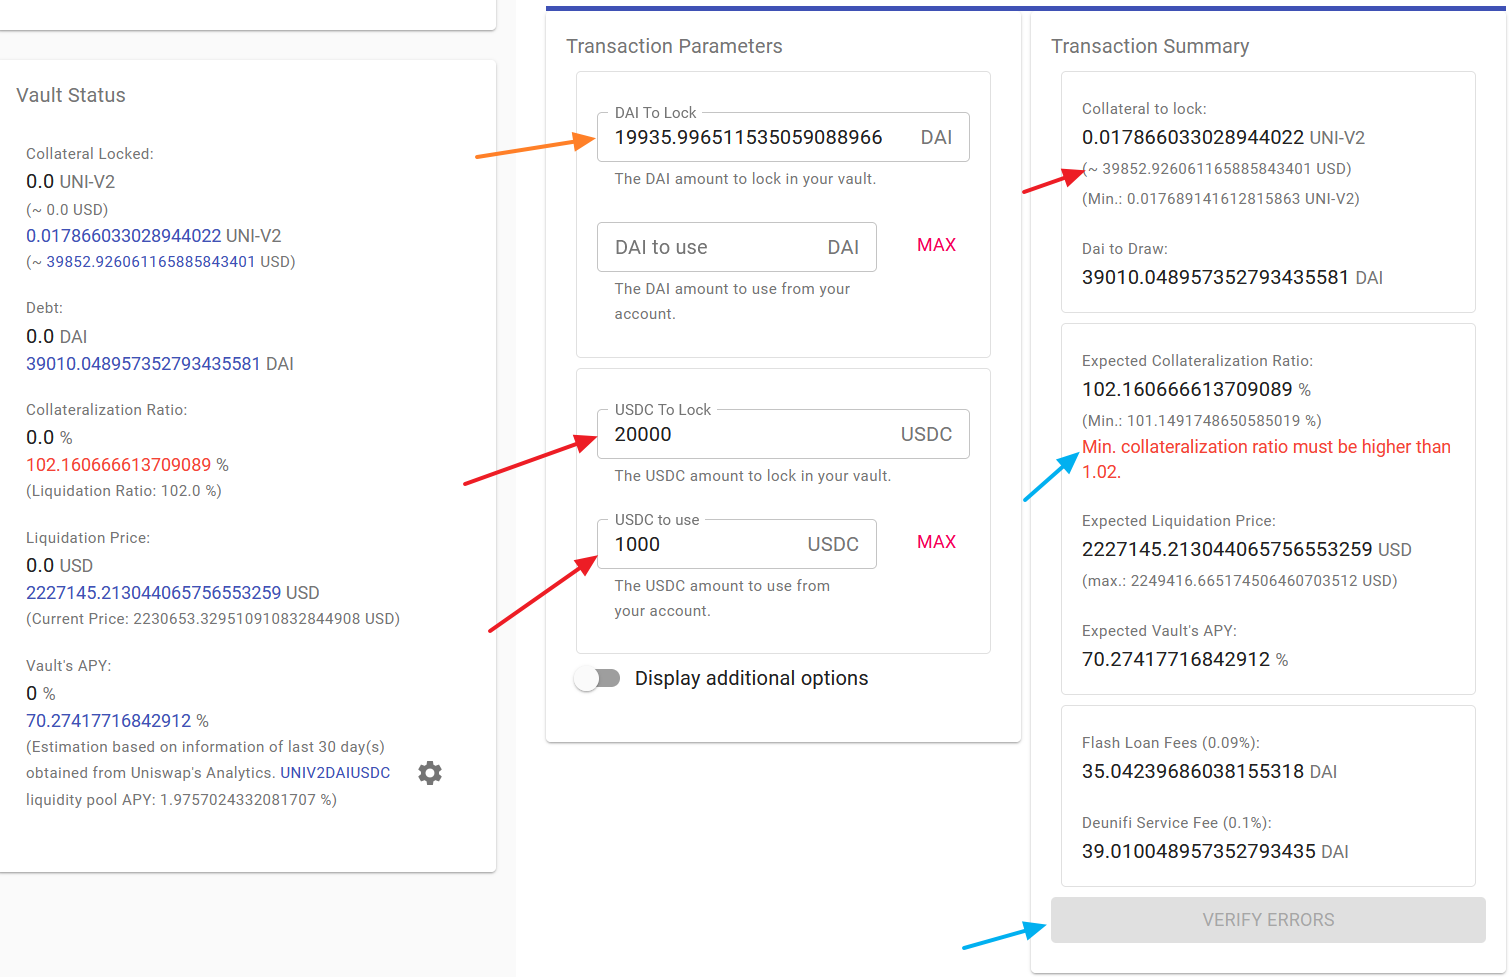 Vault Status
Collateral Locked:
0.0 UNI-V2
(~ 0.0 USD)
0.017866033028944022 UNI-V2
(~ 39852.926061165885843401 USD)
Debt:
0.0 DAI
39010.048957352793435581 DAI
Collateralization Ratio:
0.0 %
102.160666613709089 %
(Liquidation Ratio: 102.0 %)
Liquidation Price:
0.0 USD
2227145.213044065756553259 USD
(Current Price: 2230653.329510910832844908 USD)
Vault's APY:
0 %
70.27417716842912 %
(Estimation based on information of last 30 day(s)
obtained from Uniswap's Analytics. UNIV2DAIUSDC
liquidity pool APY: 1.9757024332081707 %)
Transaction Parameters
DAI To Lock
19935.996511535059088966 DAI
The DAI amount to lock in your vault.
DAI to use DAI MAX
The DAI amount to use from your
account.
USDC To Lock
20000 USDC
The USDC amount to lock in your vault.
USDC to use
1000 USDC MAX
The USDC amount to use from
your account.
Display additional options
Transaction Summary
Collateral to lock:
0.017866033028944022 UNI-V2
(~ 39852.926061165885843401 USD)
(Min.: 0.017689141612815863 UNI-V2)
Dai to Draw:
39010.048957352793435581 DAI
Expected Collateralization Ratio:
102.160666613709089 %
(Min.: 101.1491748650585019 %)
Min. collateralization ratio must be higher than
1.02.
Expected Liquidation Price:
2227145.213044065756553259 USD
(max.: 2249416.665174506460703512 USD)
Expected Vault's APY:
70.27417716842912 %
Flash Loan Fees (0.09%):
35.04239686038155318 DAI
Deunifi Service Fee (0.1%):
39.010048957352793435 DAI
VERIFY ERRORS